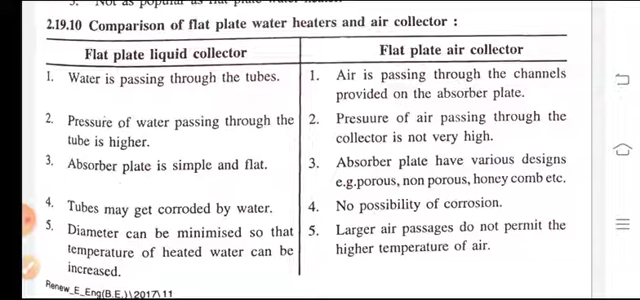 3. Not as popular as flat plate water heater.
2.19.10 Comparison of flat plate water heaters and air collector :
Flat plate liquid collector
Flat plate air collector
1. Water is passing through the tubes.
1. Air is passing through the channels
provided on the absorber plate.
2. Pressure of water passing through the
tube is higher.
2. Presuure of air passing through the
collector is not very high.
3. Absorber plate is simple and flat.
3. Absorber plate have various designs
e.g.porous, non porous, honey comb etc.
4. Tubes may get corroded by water.
4. No possibility of corrosion.
5. Diameter can be minimised so that
temperature of heated water can be
increased.
5. Larger air passages do not permit the
higher temperature of air.
Renew_E_Eng(B.E.)\2017\11